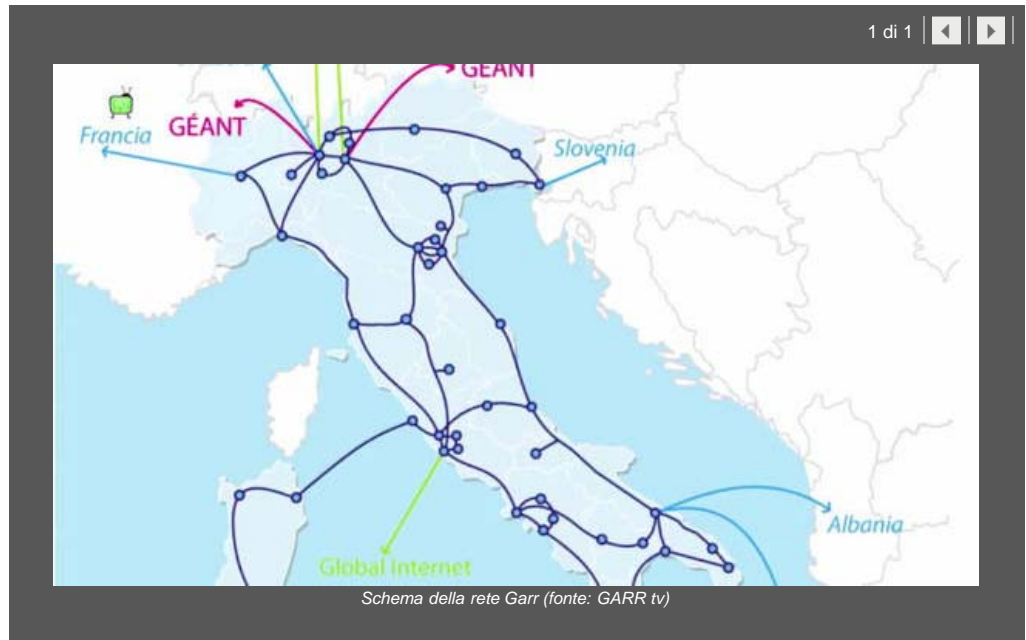 1 di 1
GÉANT
GÉANT
Francia
Slovenia
Albania
Global Internet
Schema della rete Garr (fonte: GARR tv)